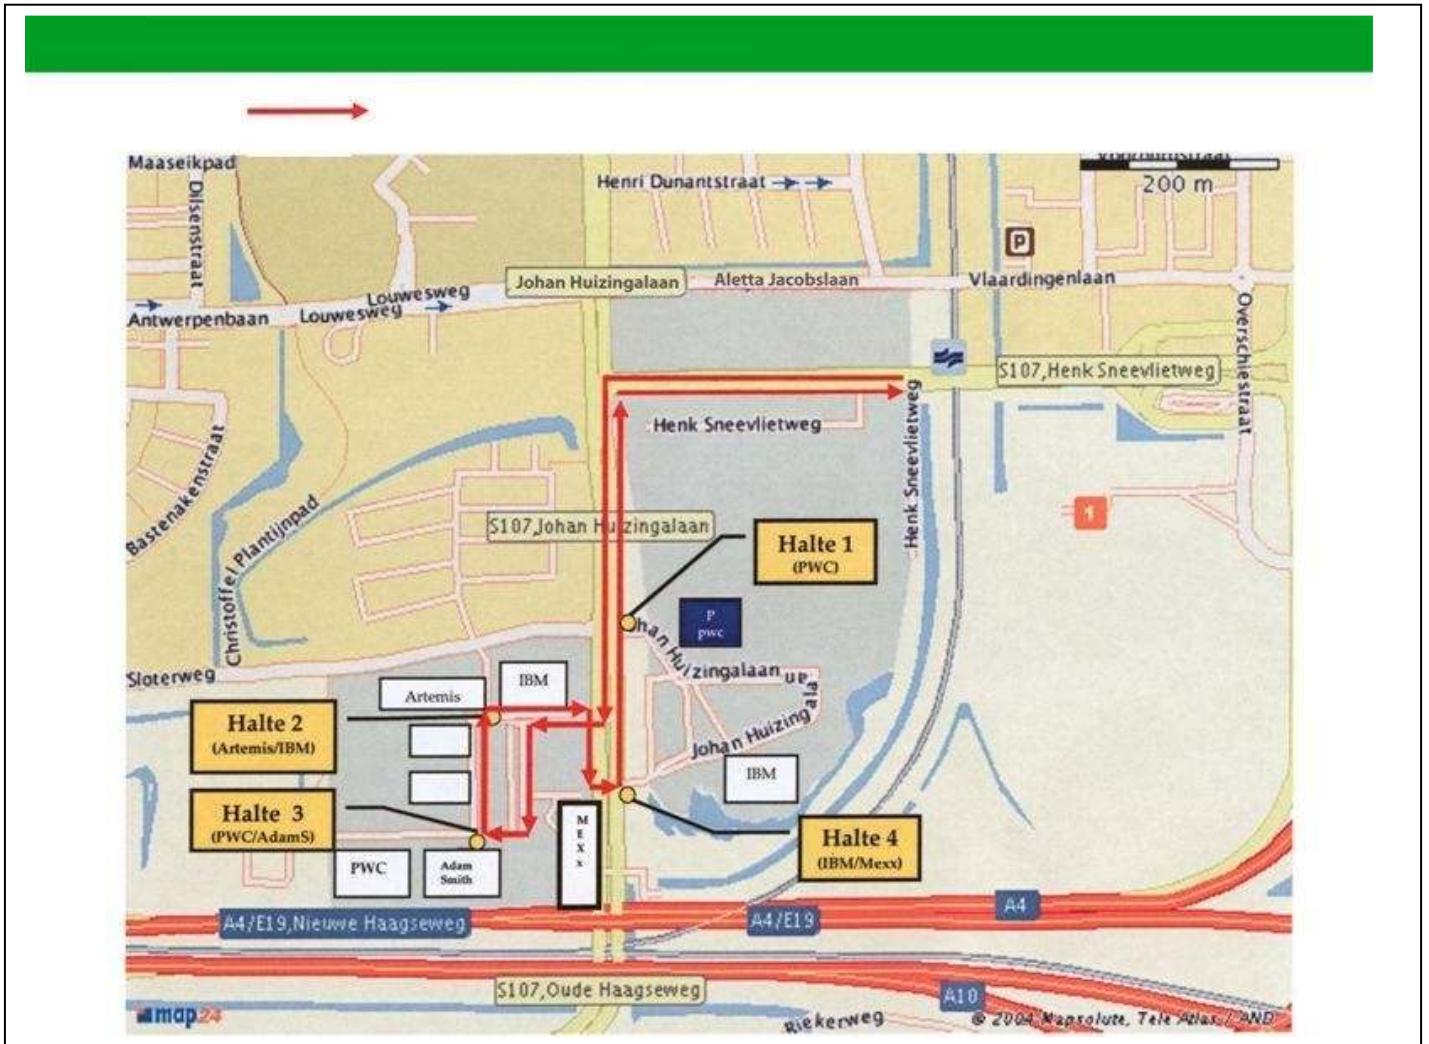 Maaseikpad
Voorburgstraat
200 m
Dilsenstraat
Henri Dunantstraat
P
Johan Huizingalaan
Aletta Jacobslaan
Vlaardingenlaan
Louwesweg
Louwesweg
Antwerpenbaan
Overschiestraat
S107,Henk Sneevlietweg
Henk Sneevlietweg
Henk Sneevlietweg
Bastenakenstraat
Christoffel Plantijnpad
S107,Johan Huizingalaan
1
Halte 1
(PWC)
P
pwc
han Huizingalaan
Johan Huizingalaan
Sloterweg
Artemis
IBM
Halte 2
(Artemis/IBM)
IBM
Halte 3
(PWC/AdamS)
M
E
X
x
Halte 4
(IBM/Mexx)
PWC
Adam
Smith
A4/E19,Nieuwe Haagseweg
A4/E19
A4
S107,Oude Haagseweg
A10
map24
Riekerweg
© 2004 Mapsolute, Tele Atlas / AND